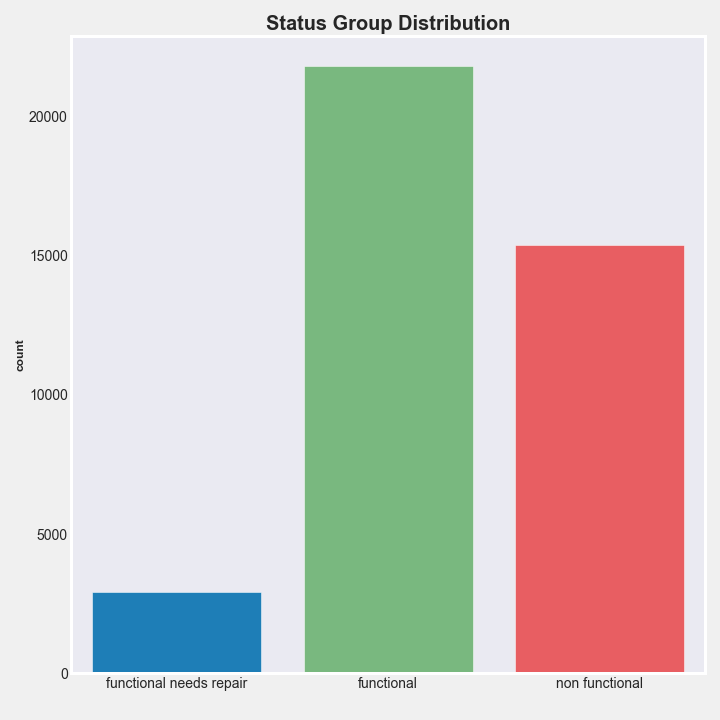 Status Group Distribution
20000
15000
10000
5000
0
count
functional needs repair
functional
non functional